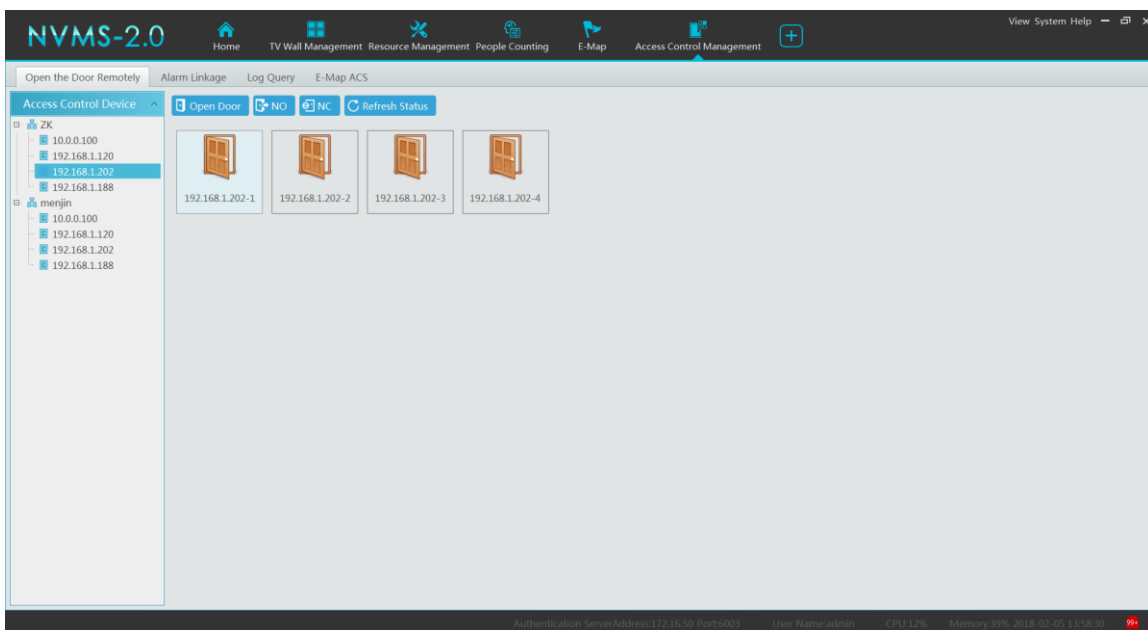 NVMS-2.0
Home TV Wall Management Resource Management People Counting E-Map Access Control Management
View System Help
Open the Door Remotely Alarm Linkage Log Query E-Map ACS
Access Control Device
Open Door NO NC Refresh Status
ZK
10.0.0.100
192.168.1.120
192.168.1.202
192.168.1.188
menjin
10.0.0.100
192.168.1.120
192.168.1.202
192.168.1.188
192.168.1.202-1 192.168.1.202-2 192.168.1.202-3 192.168.1.202-4
Authentication ServerAddress:172.16.50 Port:6003 User Name:admin CPU:12% Memory:39% 2018-02-05 13:58:30 99+